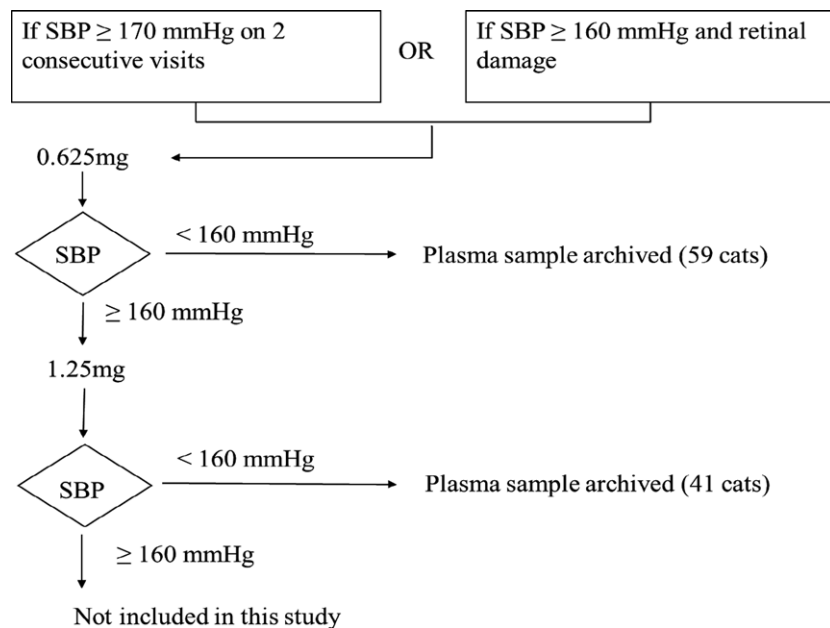 If SBP ≥ 170 mmHg on 2
consecutive visits
OR
If SBP ≥ 160 mmHg and retinal
damage
0.625mg
SBP
< 160 mmHg
Plasma sample archived (59 cats)
≥ 160 mmHg
1.25mg
SBP
< 160 mmHg
Plasma sample archived (41 cats)
≥ 160 mmHg
Not included in this study